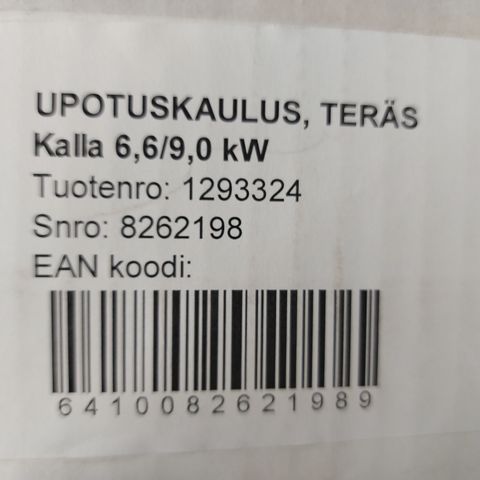 UPOTUSKAULUS, TERÄS
Kalla 6,6/9,0 kW
Tuotenro: 1293324
Snro: 8262198
EAN koodi:
6410082621989